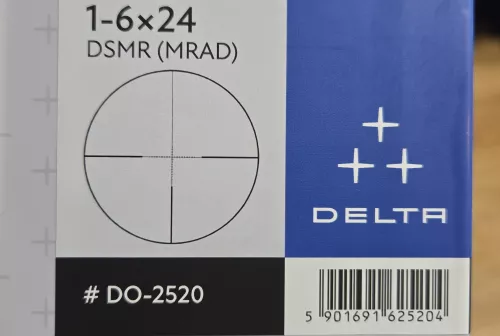 1-6×24
DSMR (MRAD)
DELTA
# DO-2520
5 901691 625204